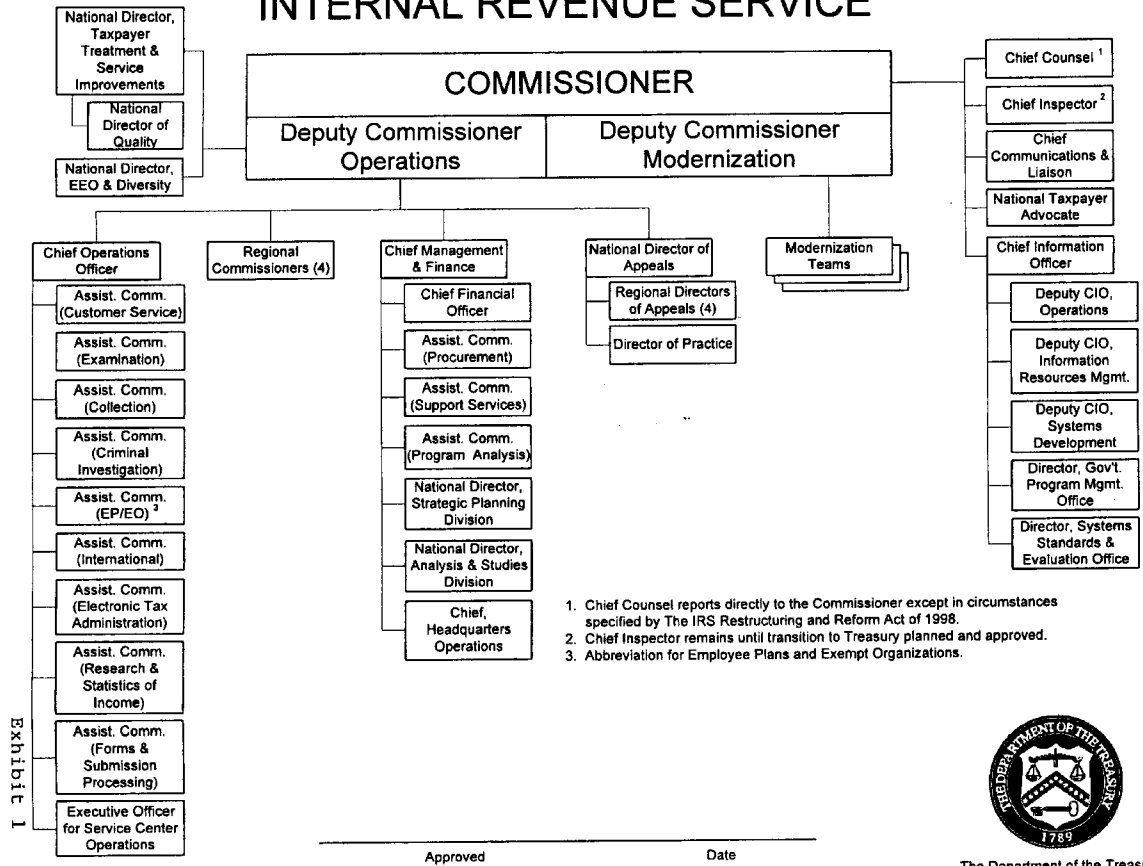 INTERNAL REVENUE SERVICE
National Director,
Taxpayer
Treatment &
Service
Improvements
National
Director of
Quality
National Director,
EEO & Diversity
COMMISSIONER
Deputy Commissioner
Operations
Deputy Commissioner
Modernization
Chief Counsel 1
Chief Inspector 2
Chief
Communications &
Liaison
National Taxpayer
Advocate
Chief Information
Officer
Deputy CIO,
Operations
Deputy CIO,
Information
Resources Mgmt.
Deputy CIO,
Systems
Development
Director, Gov't.
Program Mgmt.
Office
Director, Systems
Standards &
Evaluation Office
Chief Operations
Officer
Assist. Comm.
(Customer Service)
Assist. Comm.
(Examination)
Assist. Comm.
(Collection)
Assist. Comm.
(Criminal
Investigation)
Assist. Comm.
(EP/EO) 3
Assist. Comm.
(International)
Assist. Comm.
(Electronic Tax
Administration)
Assist. Comm.
(Research &
Statistics of
Income)
Assist. Comm.
(Forms &
Submission
Processing)
Executive Officer
for Service Center
Operations
Regional
Commissioners (4)
Chief Management
& Finance
Chief Financial
Officer
Assist. Comm.
(Procurement)
Assist. Comm.
(Support Services)
Assist. Comm.
(Program Analysis)
National Director,
Strategic Planning
Division
National Director,
Analysis & Studies
Division
Chief,
Headquarters
Operations
National Director of
Appeals
Regional Directors
of Appeals (4)
Director of Practice
Modernization
Teams
1. Chief Counsel reports directly to the Commissioner except in circumstances
specified by The IRS Restructuring and Reform Act of 1998.
2. Chief Inspector remains until transition to Treasury planned and approved.
3. Abbreviation for Employee Plans and Exempt Organizations.
Exhibit 1
Approved
Date
THE DEPARTMENT OF THE TREASURY
1789
The Department of the Treas